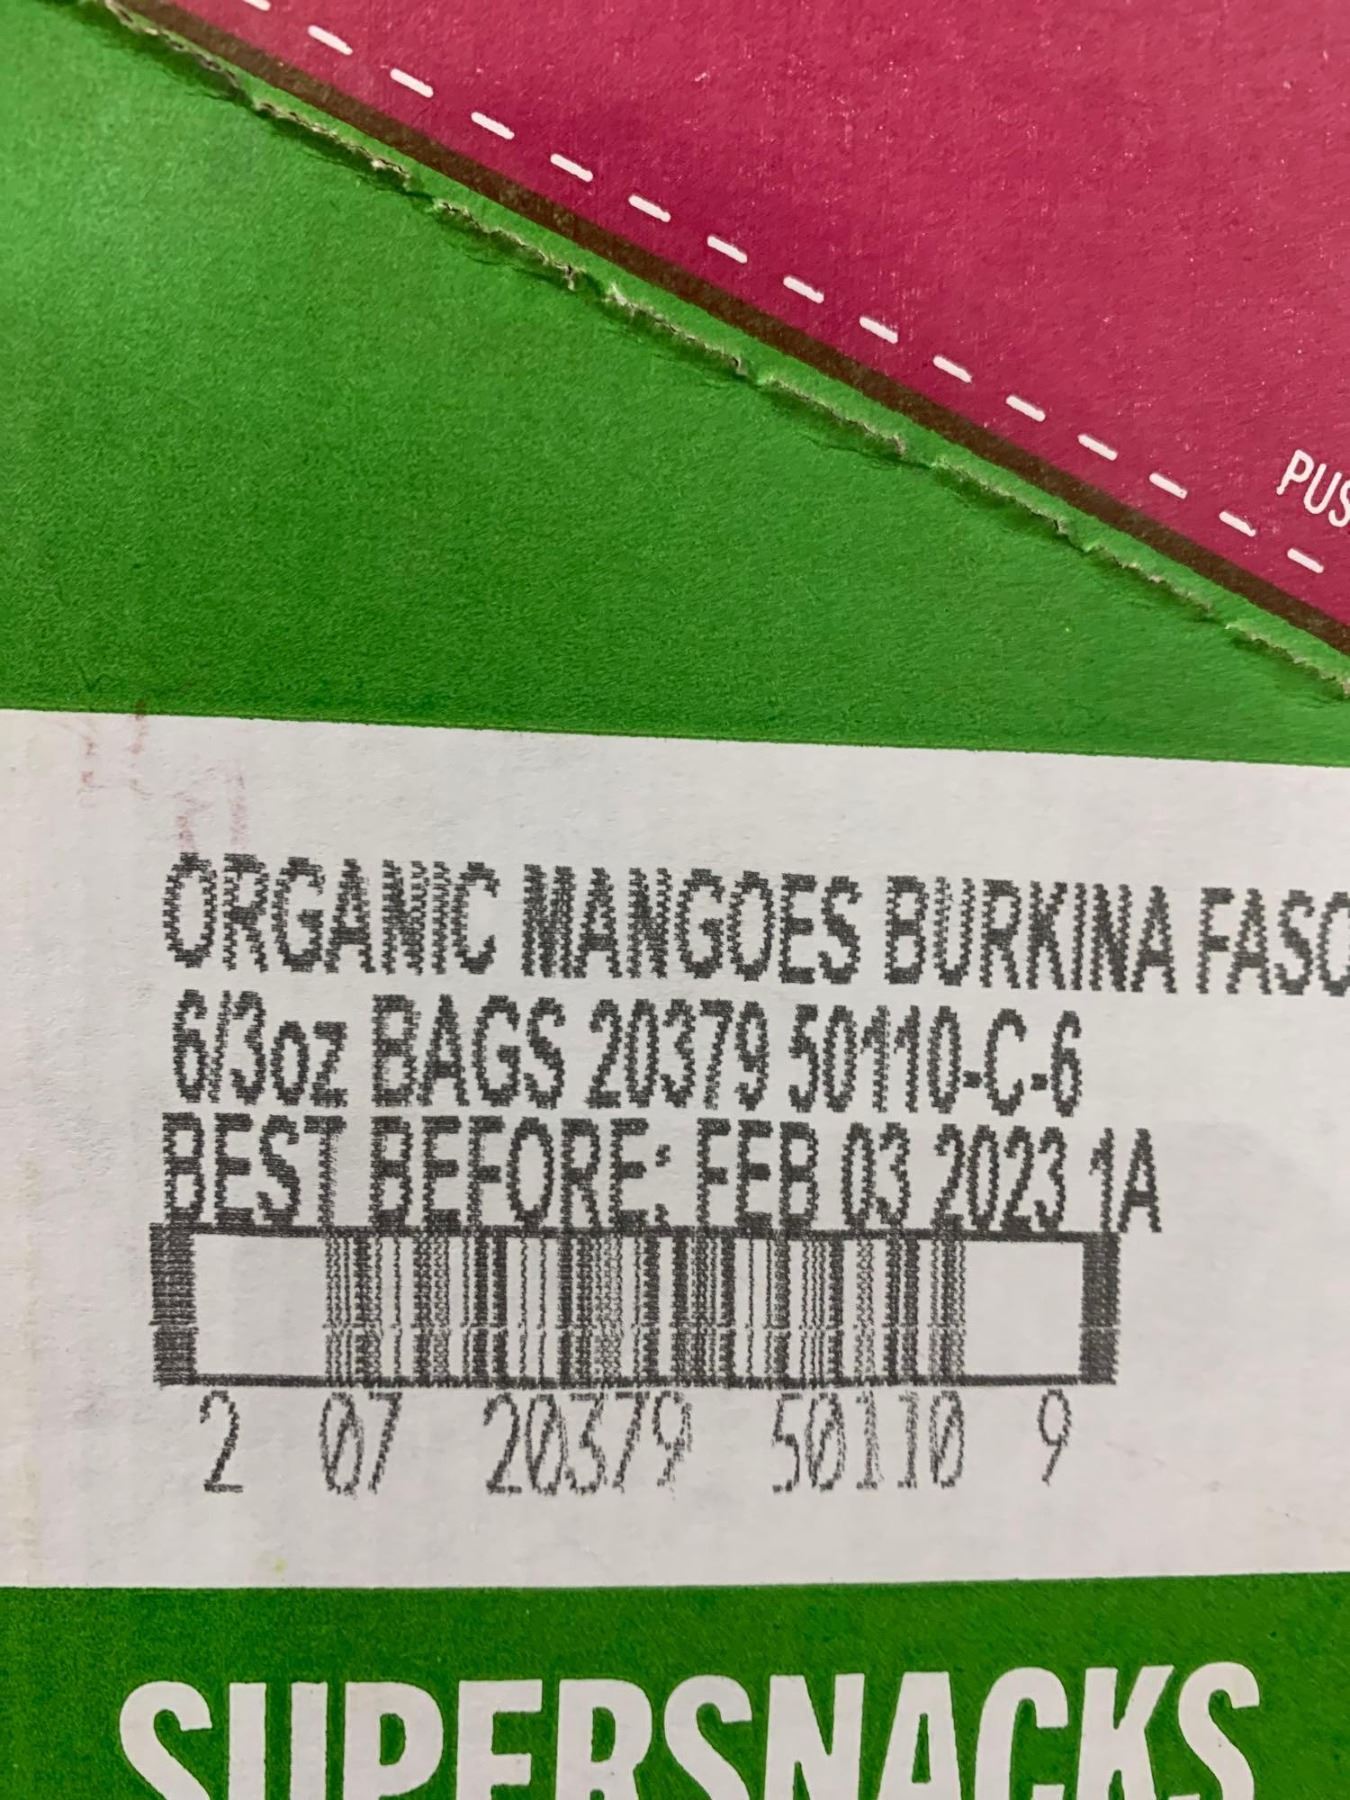 PUS
ORGANIC MANGOES BURKINA FASO
6/3oz BAGS 20379 50110-C-6
BEST BEFORE: FEB 03 2023 1A
2 07 20379 50110 9
SUPERSNACKS